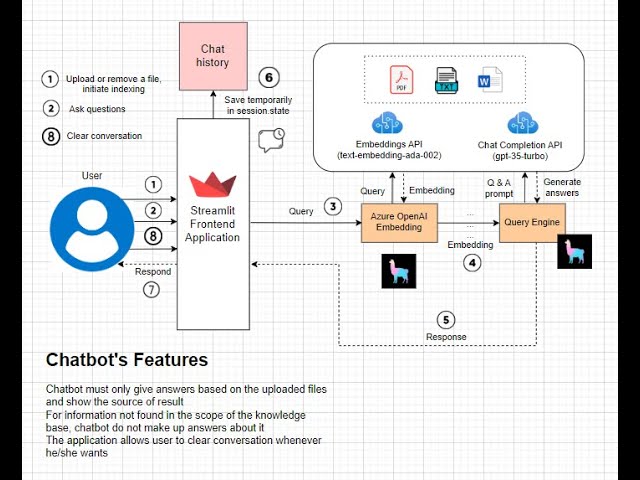 Chat
history
1 Upload or remove a file,
initiate indexing
2 Ask questions
8 Clear conversation
6
Save temporarily
in session.state
PDF
TXT
W
Embeddings API
(text-embedding-ada-002)
Chat Completion API
(gpt-35-turbo)
User
1
2
8
Respond
7
Streamlit
Frontend
Application
Query 3
Query
Embedding
Q & A
prompt
Generate
answers
Azure OpenAI
Embedding
...
...
...
Embedding
4
Query Engine
5
Response
Chatbot's Features
Chatbot must only give answers based on the uploaded files
and show the source of result
For information not found in the scope of the knowledge
base, chatbot do not make up answers about it
The application allows user to clear conversation whenever
he/she wants